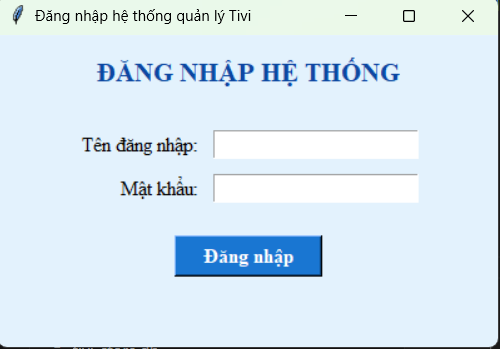 Đăng nhập hệ thống quản lý Tivi
ĐĂNG NHẬP HỆ THỐNG
Tên đăng nhập:
Mật khẩu:
Đăng nhập